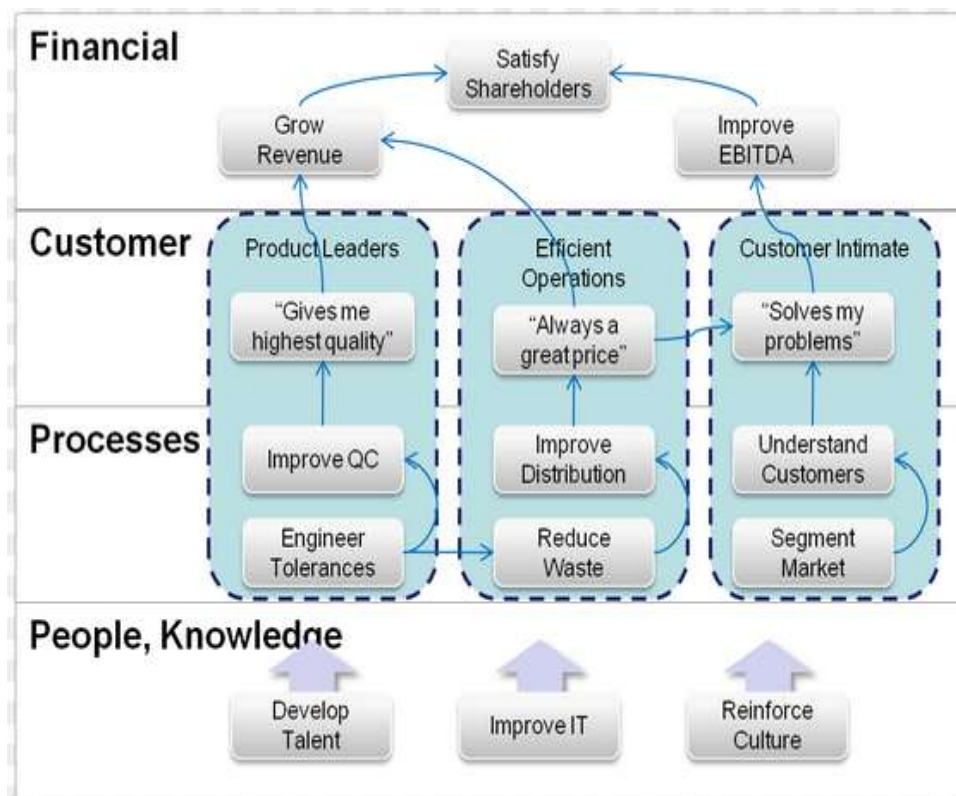 Financial
Satisfy
Shareholders
Grow
Revenue
Improve
EBITDA
Customer
Product Leaders
Efficient
Operations
Customer Intimate
“Gives me
highest quality”
“Always a
great price”
“Solves my
problems”
Processes
Improve QC
Improve
Distribution
Understand
Customers
Engineer
Tolerances
Reduce
Waste
Segment
Market
People, Knowledge
Develop
Talent
Improve IT
Reinforce
Culture